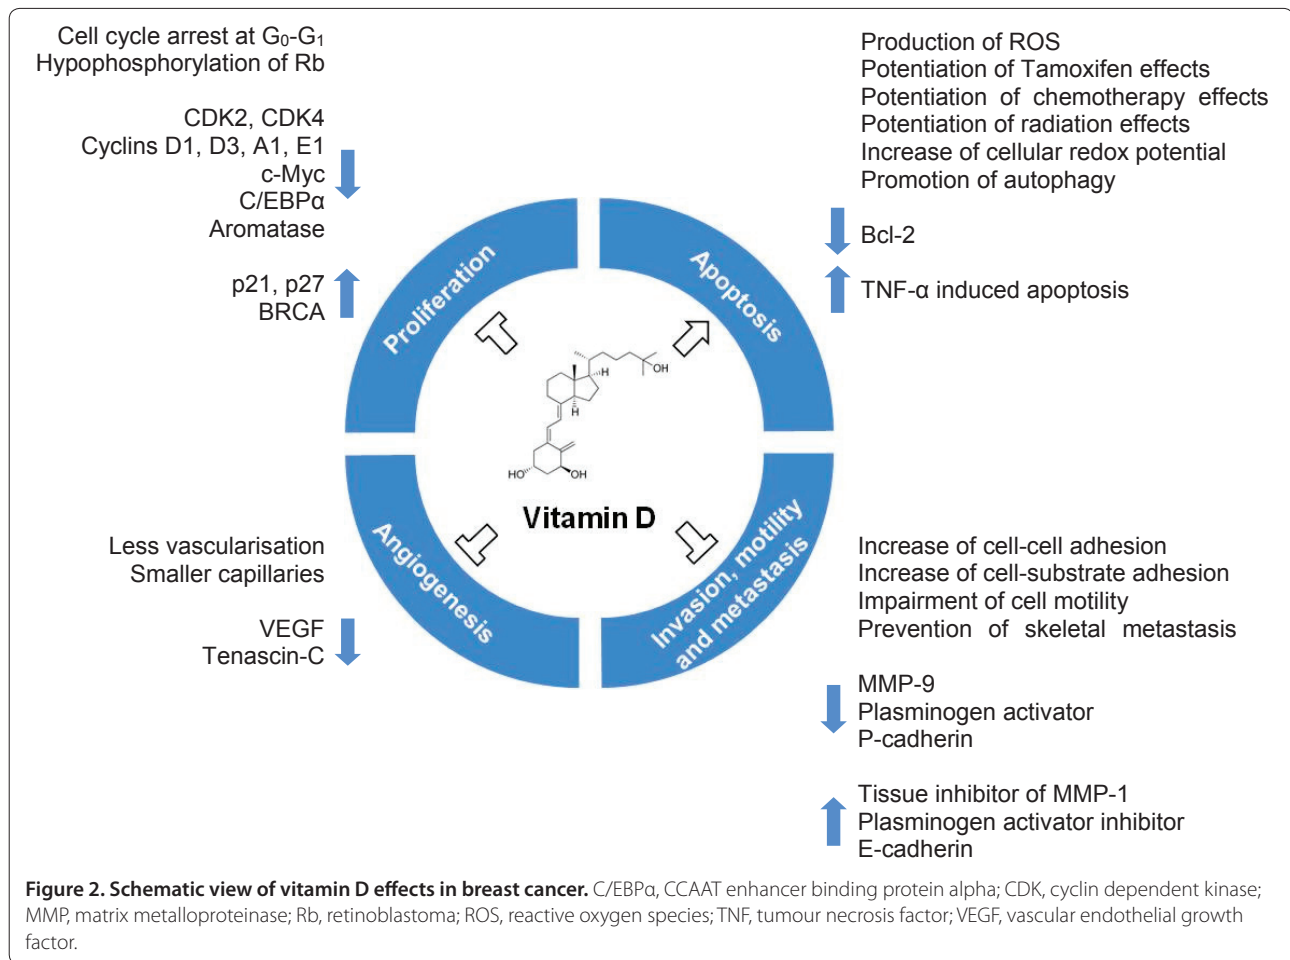 Cell cycle arrest at G0-G1
Hypophosphorylation of Rb
CDK2, CDK4
Cyclins D1, D3, A1, E1
c-Myc
C/EBPα
Aromatase
p21, p27
BRCA
Proliferation
Production of ROS
Potentiation of Tamoxifen effects
Potentiation of chemotherapy effects
Potentiation of radiation effects
Increase of cellular redox potential
Promotion of autophagy
Bcl-2
TNF-α induced apoptosis
Apoptosis
OH
H
H
HO
OH
Vitamin D
Less vascularisation
Smaller capillaries
VEGF
Tenascin-C
Angiogenesis
Invasion, motility
and metastasis
Increase of cell-cell adhesion
Increase of cell-substrate adhesion
Impairment of cell motility
Prevention of skeletal metastasis
MMP-9
Plasminogen activator
P-cadherin
Tissue inhibitor of MMP-1
Plasminogen activator inhibitor
E-cadherin
Figure 2. Schematic view of vitamin D effects in breast cancer. C/EBPα, CCAAT enhancer binding protein alpha; CDK, cyclin dependent kinase;
MMP, matrix metalloproteinase; Rb, retinoblastoma; ROS, reactive oxygen species; TNF, tumour necrosis factor; VEGF, vascular endothelial growth
factor.